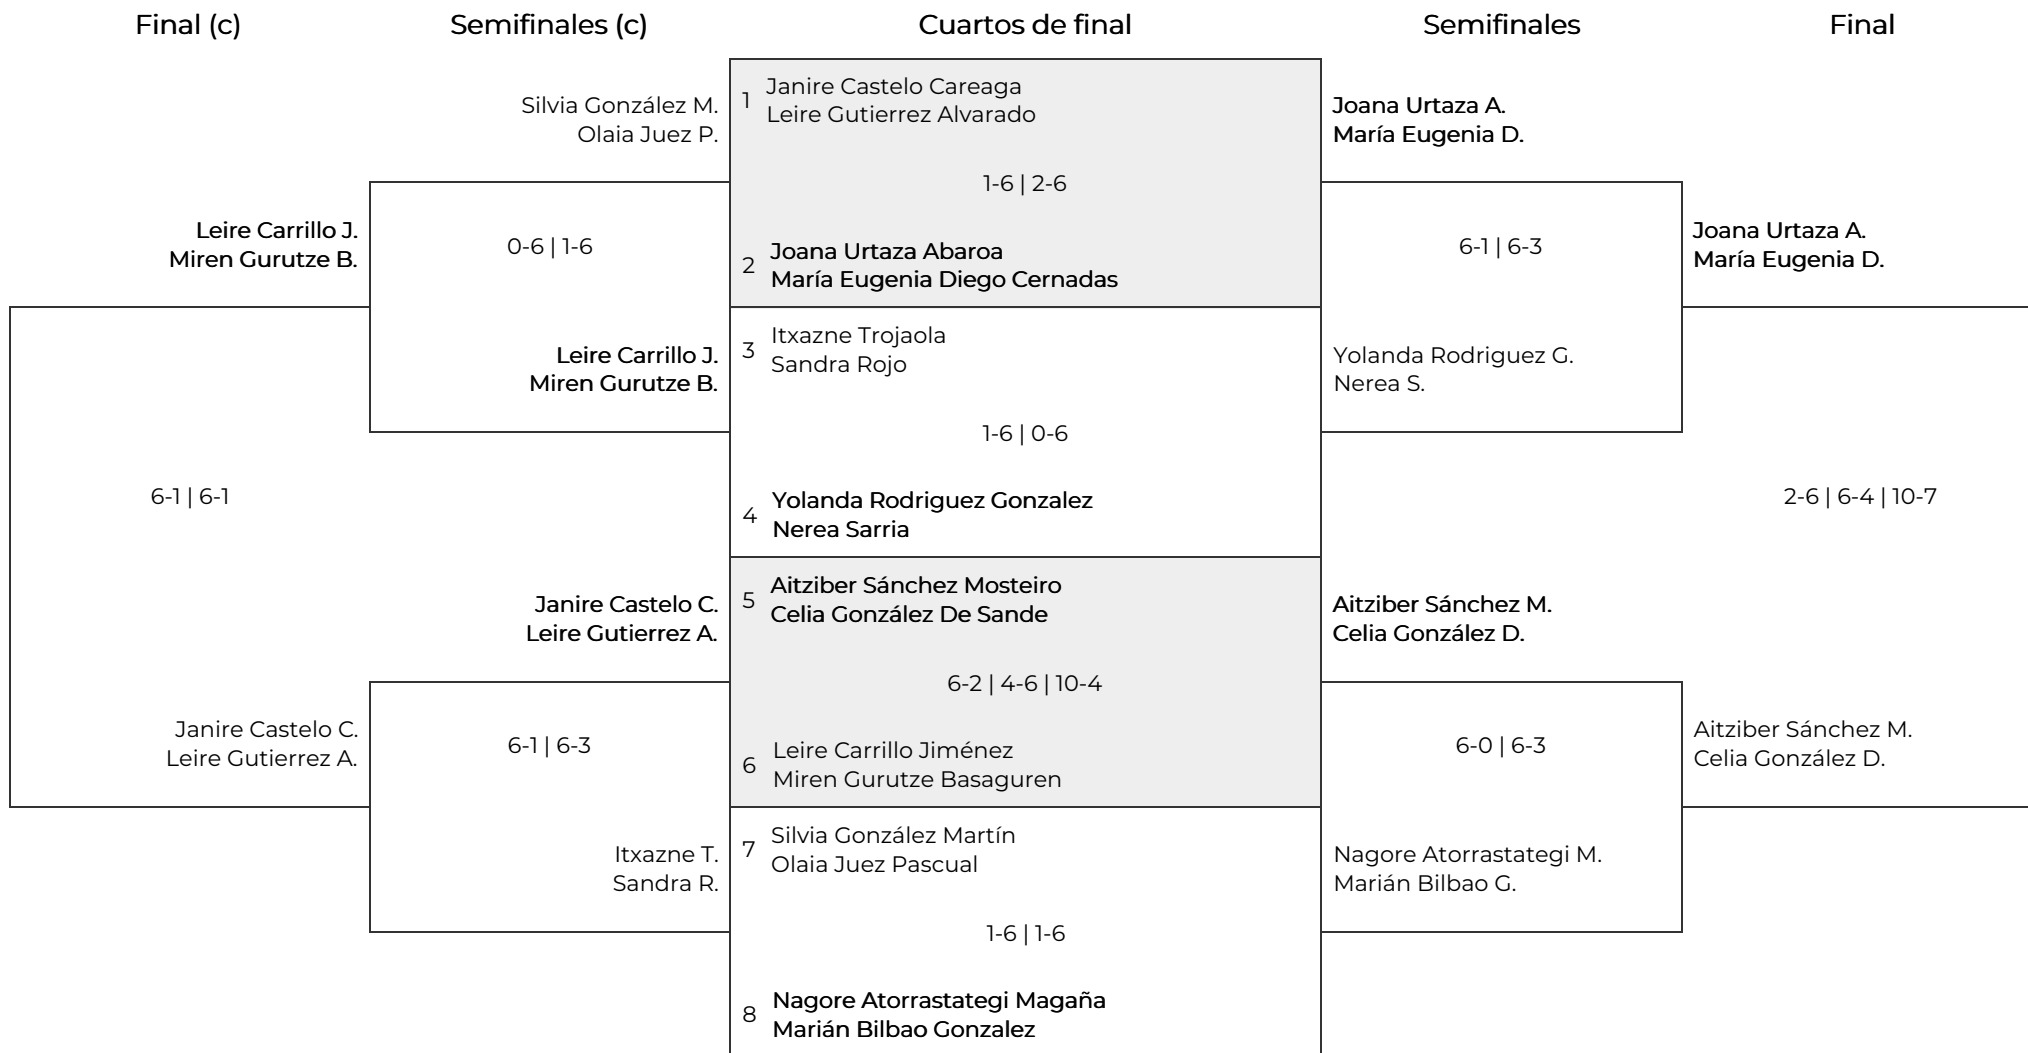 Final (c)
Semifinales (c)
Cuartos de final
Semifinales
Final
Leire Carrillo J.
Miren Gurutze B.
6-1 | 6-1
Janire Castelo C.
Leire Gutierrez A.
Silvia González M.
Olaia Juez P.
0-6 | 1-6
Leire Carrillo J.
Miren Gurutze B.
Janire Castelo C.
Leire Gutierrez A.
6-1 | 6-3
Itxazne T.
Sandra R.
1 Janire Castelo Careaga
Leire Gutierrez Alvarado
1-6 | 2-6
2 Joana Urtaza Abaroa
María Eugenia Diego Cernadas
3 Itxazne Trojaola
Sandra Rojo
1-6 | 0-6
4 Yolanda Rodriguez Gonzalez
Nerea Sarria
5 Aitziber Sánchez Mosteiro
Celia González De Sande
6-2 | 4-6 | 10-4
6 Leire Carrillo Jiménez
Miren Gurutze Basaguren
7 Silvia González Martín
Olaia Juez Pascual
1-6 | 1-6
8 Nagore Atorrastategi Magaña
Marián Bilbao Gonzalez
Joana Urtaza A.
María Eugenia D.
6-1 | 6-3
Yolanda Rodriguez G.
Nerea S.
Aitziber Sánchez M.
Celia González D.
6-0 | 6-3
Nagore Atorrastategi M.
Marián Bilbao G.
Joana Urtaza A.
María Eugenia D.
2-6 | 6-4 | 10-7
Aitziber Sánchez M.
Celia González D.